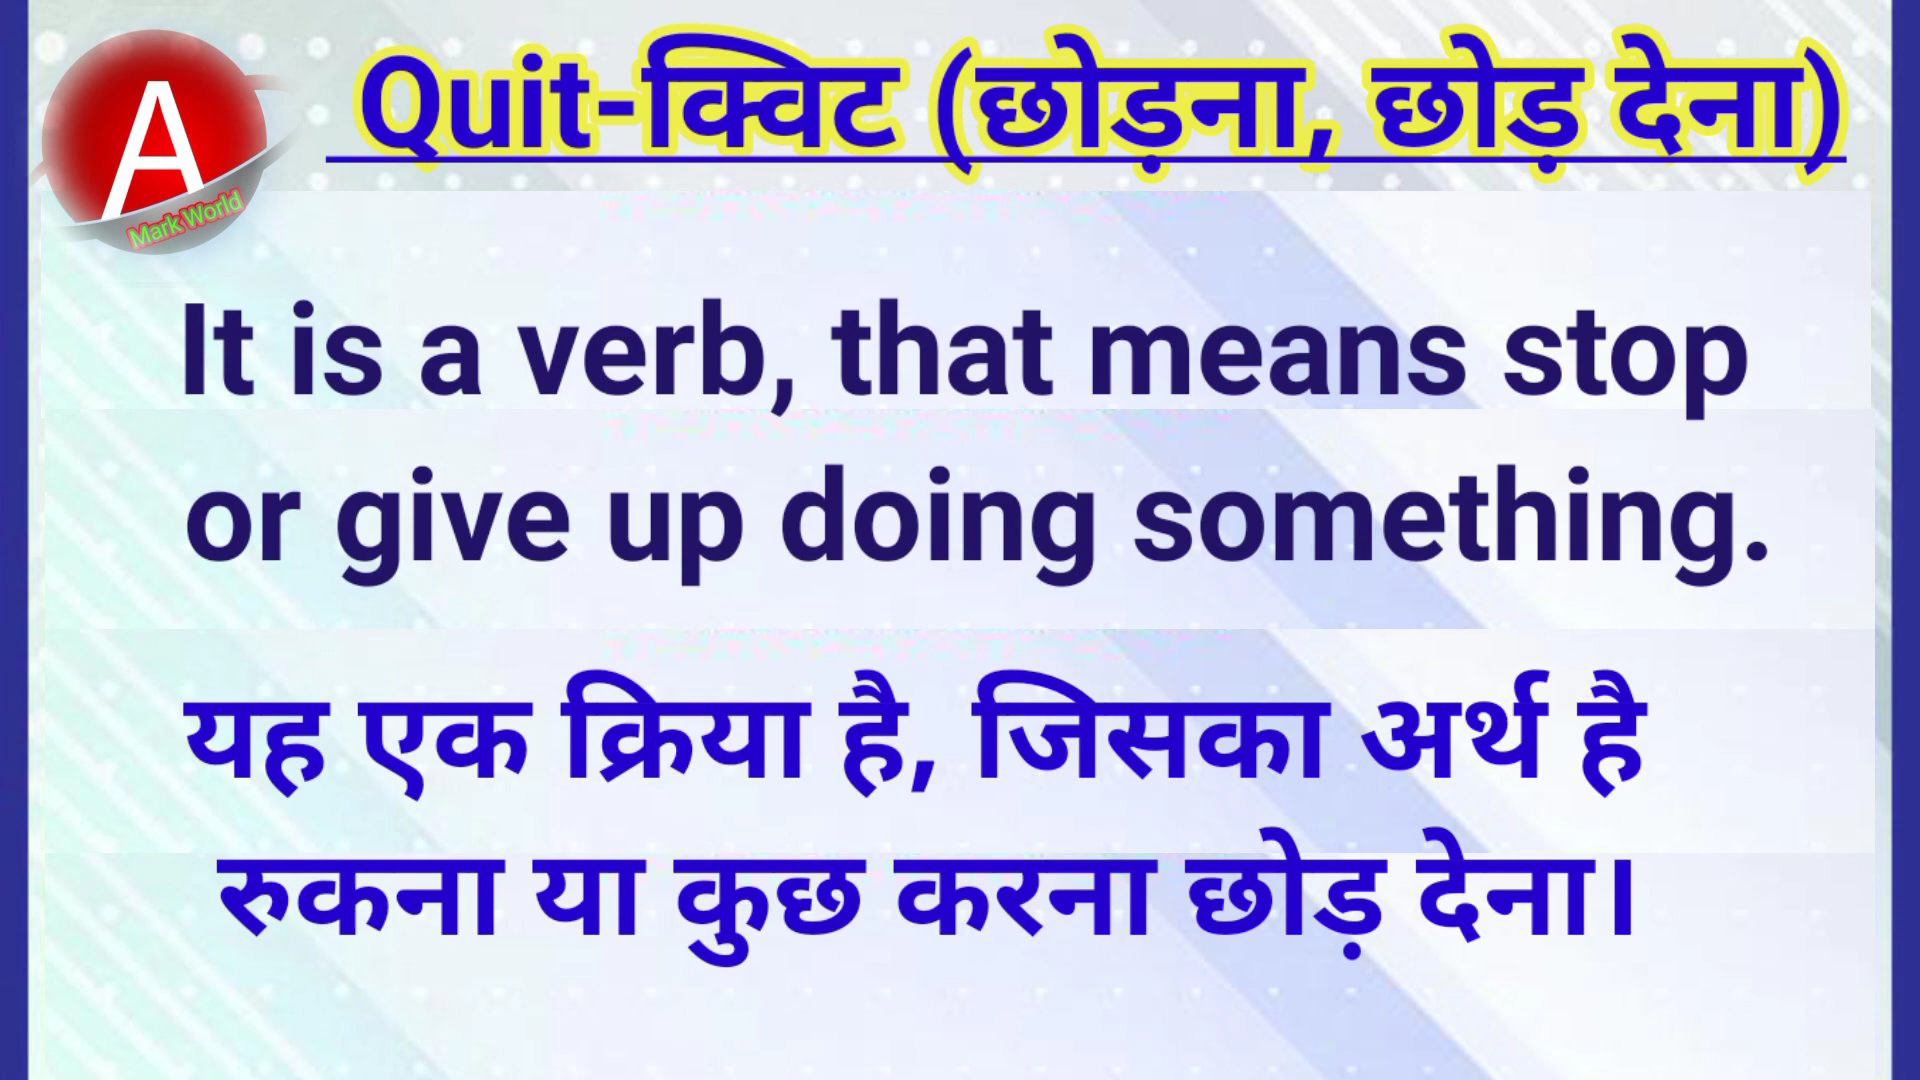 A
Mark World
Quit-क्विट (छोड़ना, छोड़ देना)
It is a verb, that means stop
or give up doing something.
यह एक क्रिया है, जिसका अर्थ है
रुकना या कुछ करना छोड़ देना।